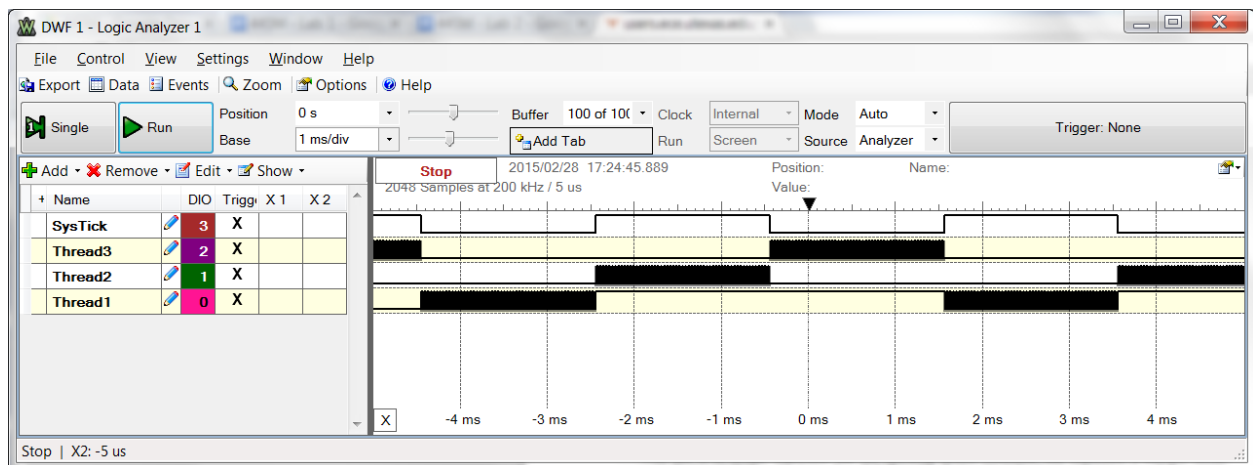 DWF 1 - Logic Analyzer 1
File Control View Settings Window Help
Export Data Events Zoom Options Help
Single Run Position 0 s Buffer 100 of 10( Clock Internal Mode Auto Trigger: None
Base 1 ms/div Add Tab Run Screen Source Analyzer
Add Remove Edit Show Stop 2015/02/28 17:24:45.889 Position: Name:
2048 Samples at 200 kHz / 5 us Value:
+ Name DIO Trigg X 1 X 2
SysTick 3 X
Thread3 2 X
Thread2 1 X
Thread1 0 X
X -4 ms -3 ms -2 ms -1 ms 0 ms 1 ms 2 ms 3 ms 4 ms
Stop | X2: -5 us